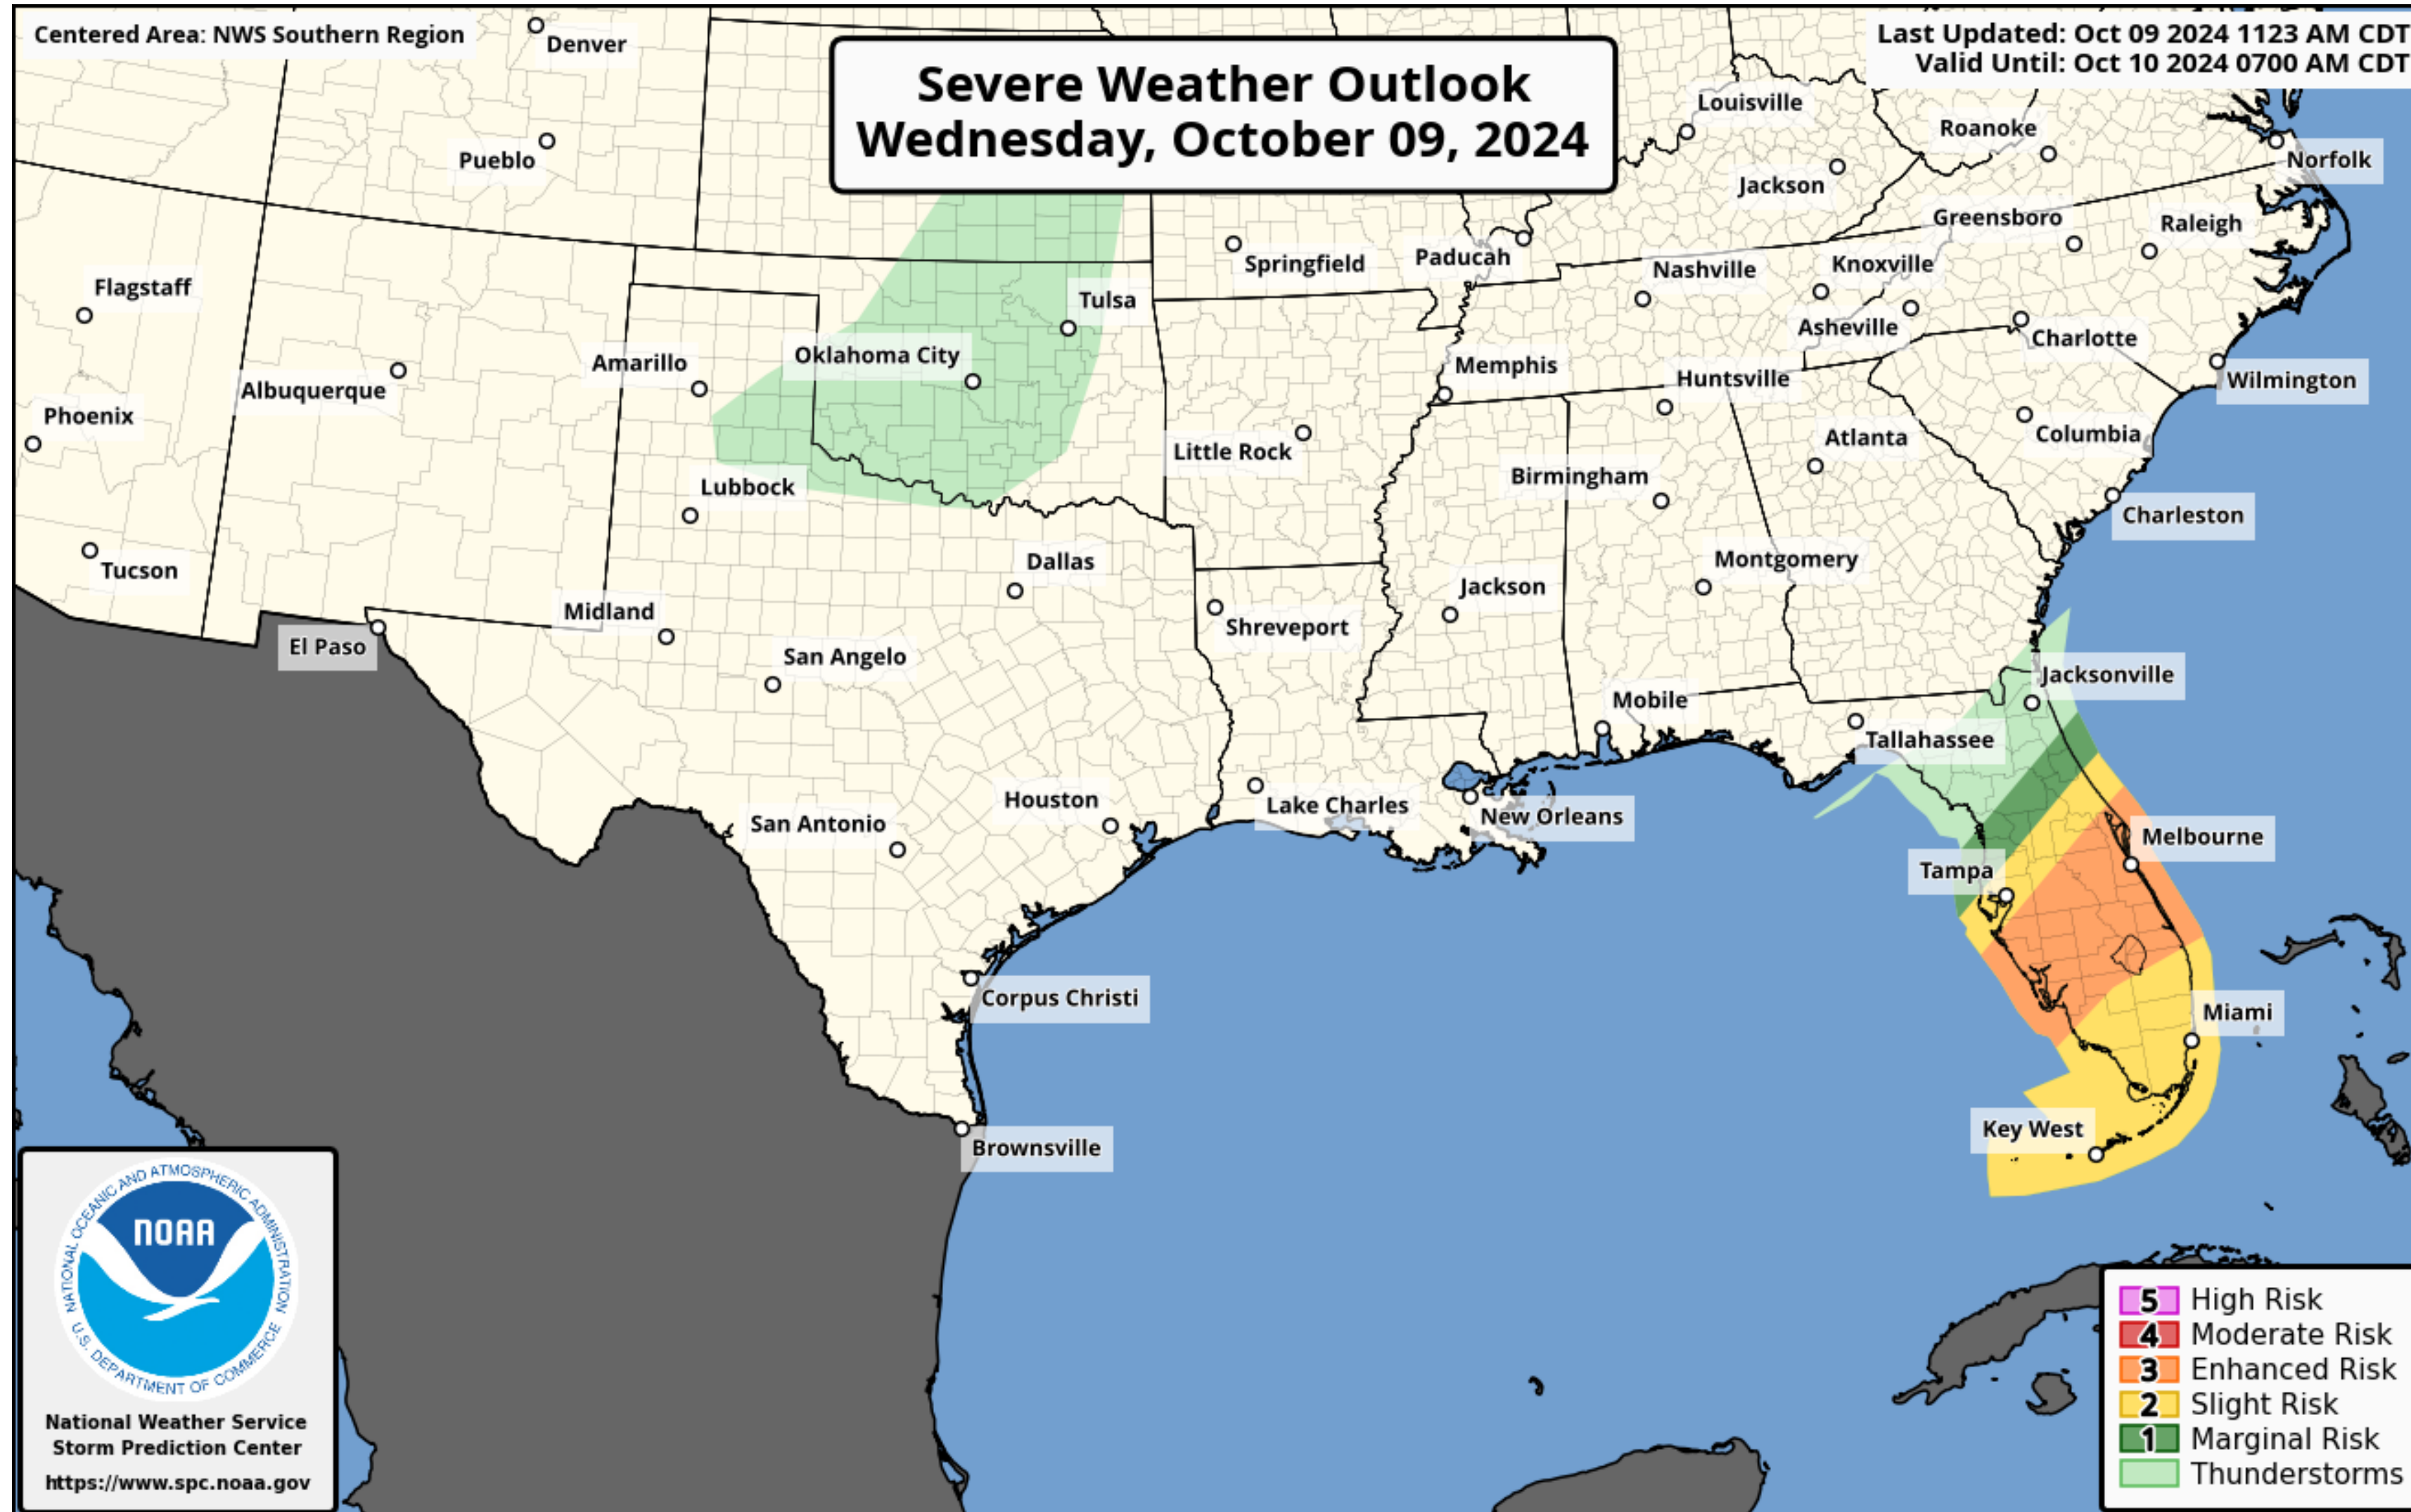 Centered Area: NWS Southern Region
Last Updated: Oct 09 2024 1123 AM CDT
Valid Until: Oct 10 2024 0700 AM CDT
Severe Weather Outlook
Wednesday, October 09, 2024
Denver
Louisville
Roanoke
Pueblo
Norfolk
Jackson
Greensboro
Raleigh
Springfield
Paducah
Nashville
Knoxville
Flagstaff
Tulsa
Asheville
Charlotte
Oklahoma City
Amarillo
Memphis
Huntsville
Wilmington
Albuquerque
Phoenix
Little Rock
Atlanta
Columbia
Birmingham
Lubbock
Charleston
Tucson
Dallas
Montgomery
Jackson
Midland
Shreveport
El Paso
San Angelo
Jacksonville
Mobile
Tallahassee
Houston
Lake Charles
New Orleans
San Antonio
Melbourne
Tampa
Corpus Christi
Miami
Key West
Brownsville
NATIONAL OCEANIC AND ATMOSPHERIC ADMINISTRATION
NOAA
U.S. DEPARTMENT OF COMMERCE
National Weather Service
Storm Prediction Center
https://www.spc.noaa.gov
5 High Risk
4 Moderate Risk
3 Enhanced Risk
2 Slight Risk
1 Marginal Risk
Thunderstorms